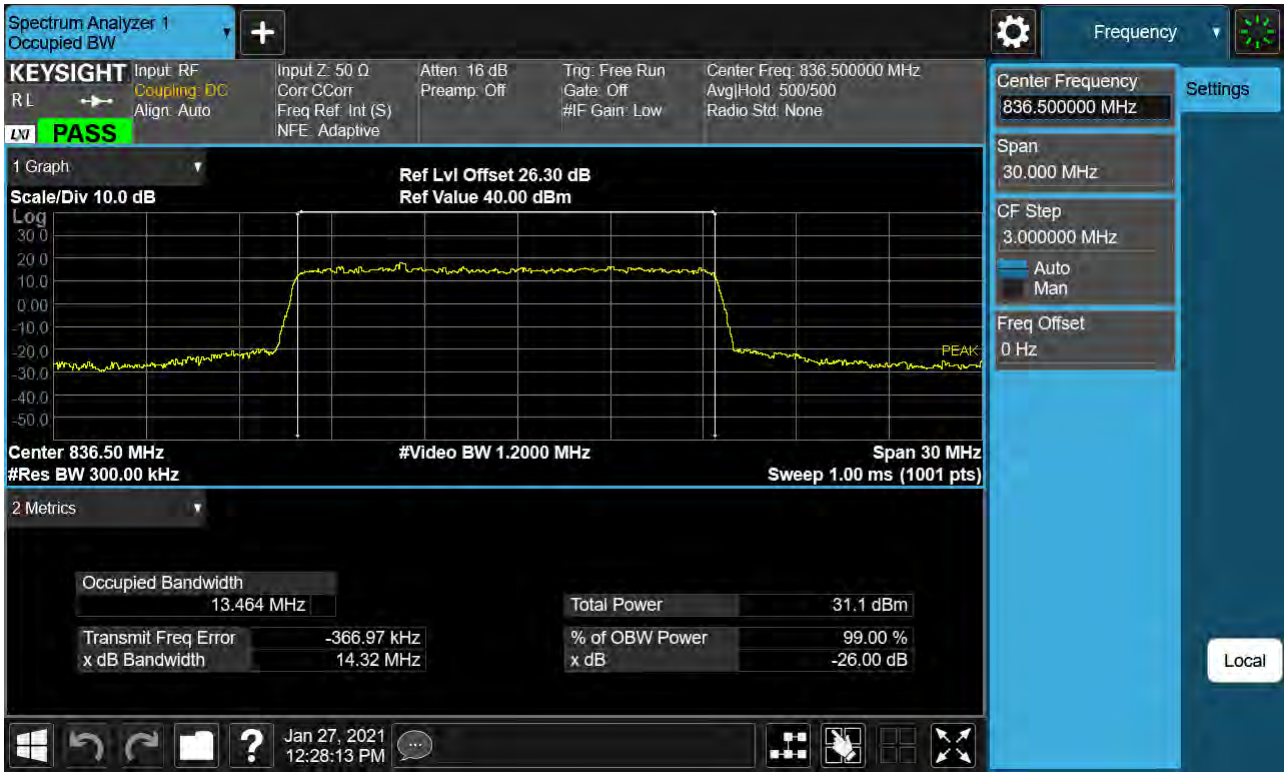 Spectrum Analyzer 1
Occupied BW
+
Frequency
KEYSIGHT
RL
LXI
PASS
Input: RF
Coupling: DC
Align: Auto
Input Z: 50 Ω
Corr CCorr
Freq Ref: Int (S)
NFE: Adaptive
Atten: 16 dB
Preamp: Off
Trig: Free Run
Gate: Off
#IF Gain: Low
Center Freq: 836.500000 MHz
Avg|Hold: 500/500
Radio Std: None
Center Frequency
836.500000 MHz
Settings
Span
30.000 MHz
CF Step
3.000000 MHz
Auto
Man
Freq Offset
0 Hz
Local
1 Graph
Ref Lvl Offset 26.30 dB
Scale/Div 10.0 dB
Ref Value 40.00 dBm
Log
30.0
20.0
10.0
0.00
-10.0
-20.0
-30.0
-40.0
-50.0
PEAK
Center 836.50 MHz
#Video BW 1.2000 MHz
Span 30 MHz
#Res BW 300.00 kHz
Sweep 1.00 ms (1001 pts)
2 Metrics
Occupied Bandwidth
13.464 MHz
Total Power 31.1 dBm
Transmit Freq Error -366.97 kHz
% of OBW Power 99.00 %
x dB Bandwidth 14.32 MHz
x dB -26.00 dB
?
Jan 27, 2021
12:28:13 PM